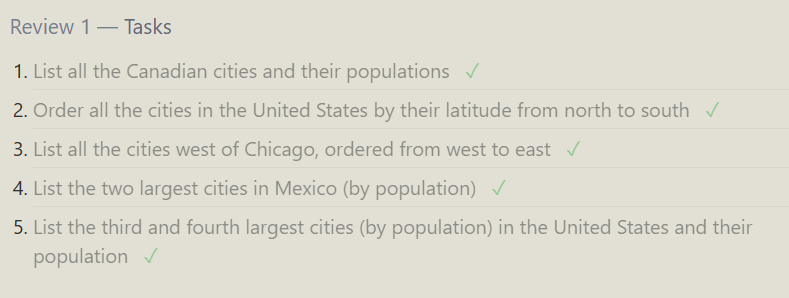 Review 1 — Tasks
1. List all the Canadian cities and their populations ✓
2. Order all the cities in the United States by their latitude from north to south ✓
3. List all the cities west of Chicago, ordered from west to east ✓
4. List the two largest cities in Mexico (by population) ✓
5. List the third and fourth largest cities (by population) in the United States and their
population ✓